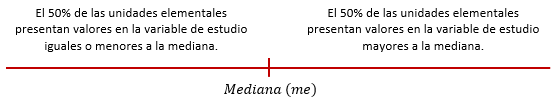 El 50% de las unidades elementales
presentan valores en la variable de estudio
iguales o menores a la mediana.
El 50% de las unidades elementales
presentan valores en la variable de estudio
mayores a la mediana.
Mediana (me)